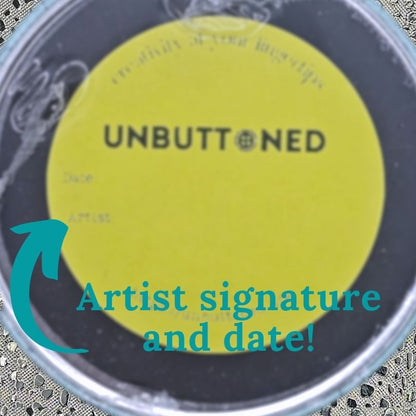 creativity at your fingertips
UNBUTTONED
Date:
Artist:
Artist signature
and date!